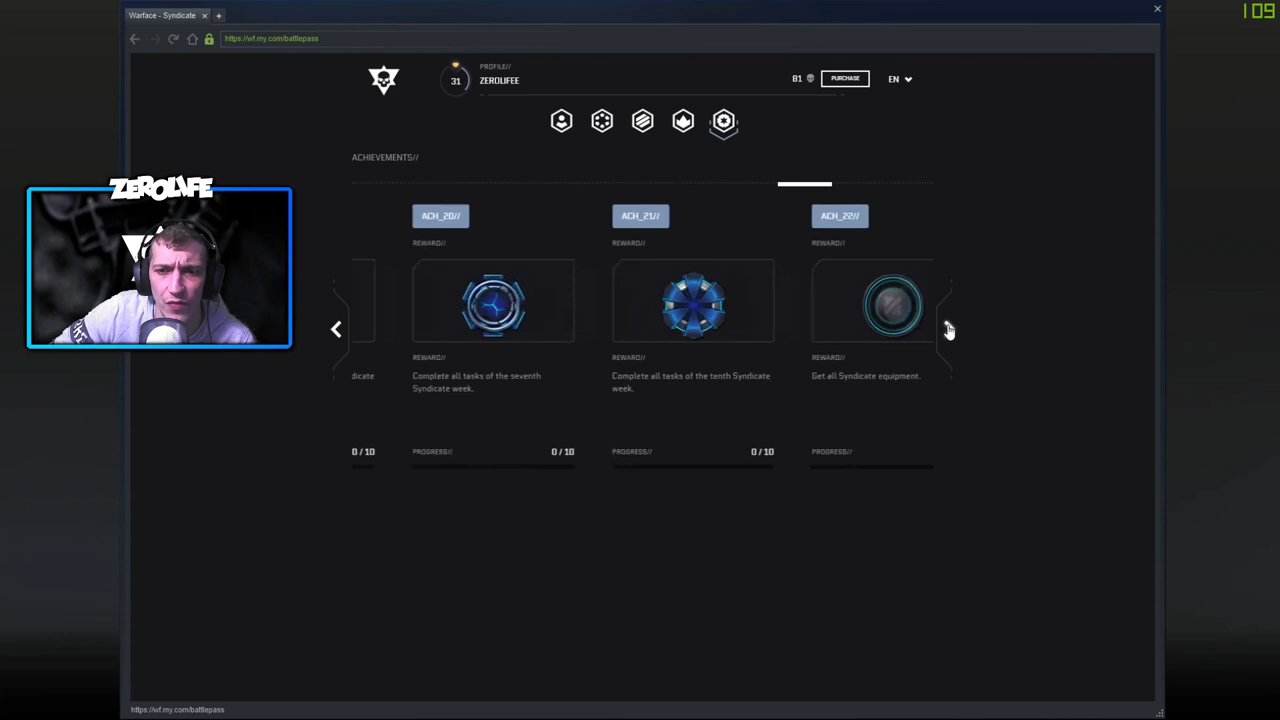 109
Warface - Syndicate
https://wf.my.com/battlepass
PROFILE//
31
ZEROLIFEE
81
PURCHASE
EN
ACHIEVEMENTS//
ZEROLIFE
ACH_20//
ACH_21//
ACH_22//
REWARD//
REWARD//
REWARD//
REWARD//
REWARD//
REWARD//
dicate
Complete all tasks of the seventh
Syndicate week.
Complete all tasks of the tenth Syndicate
week.
Get all Syndicate equipment.
0 / 10
PROGRESS//
0 / 10
PROGRESS//
0 / 10
PROGRESS//
https://wf.my.com/battlepass